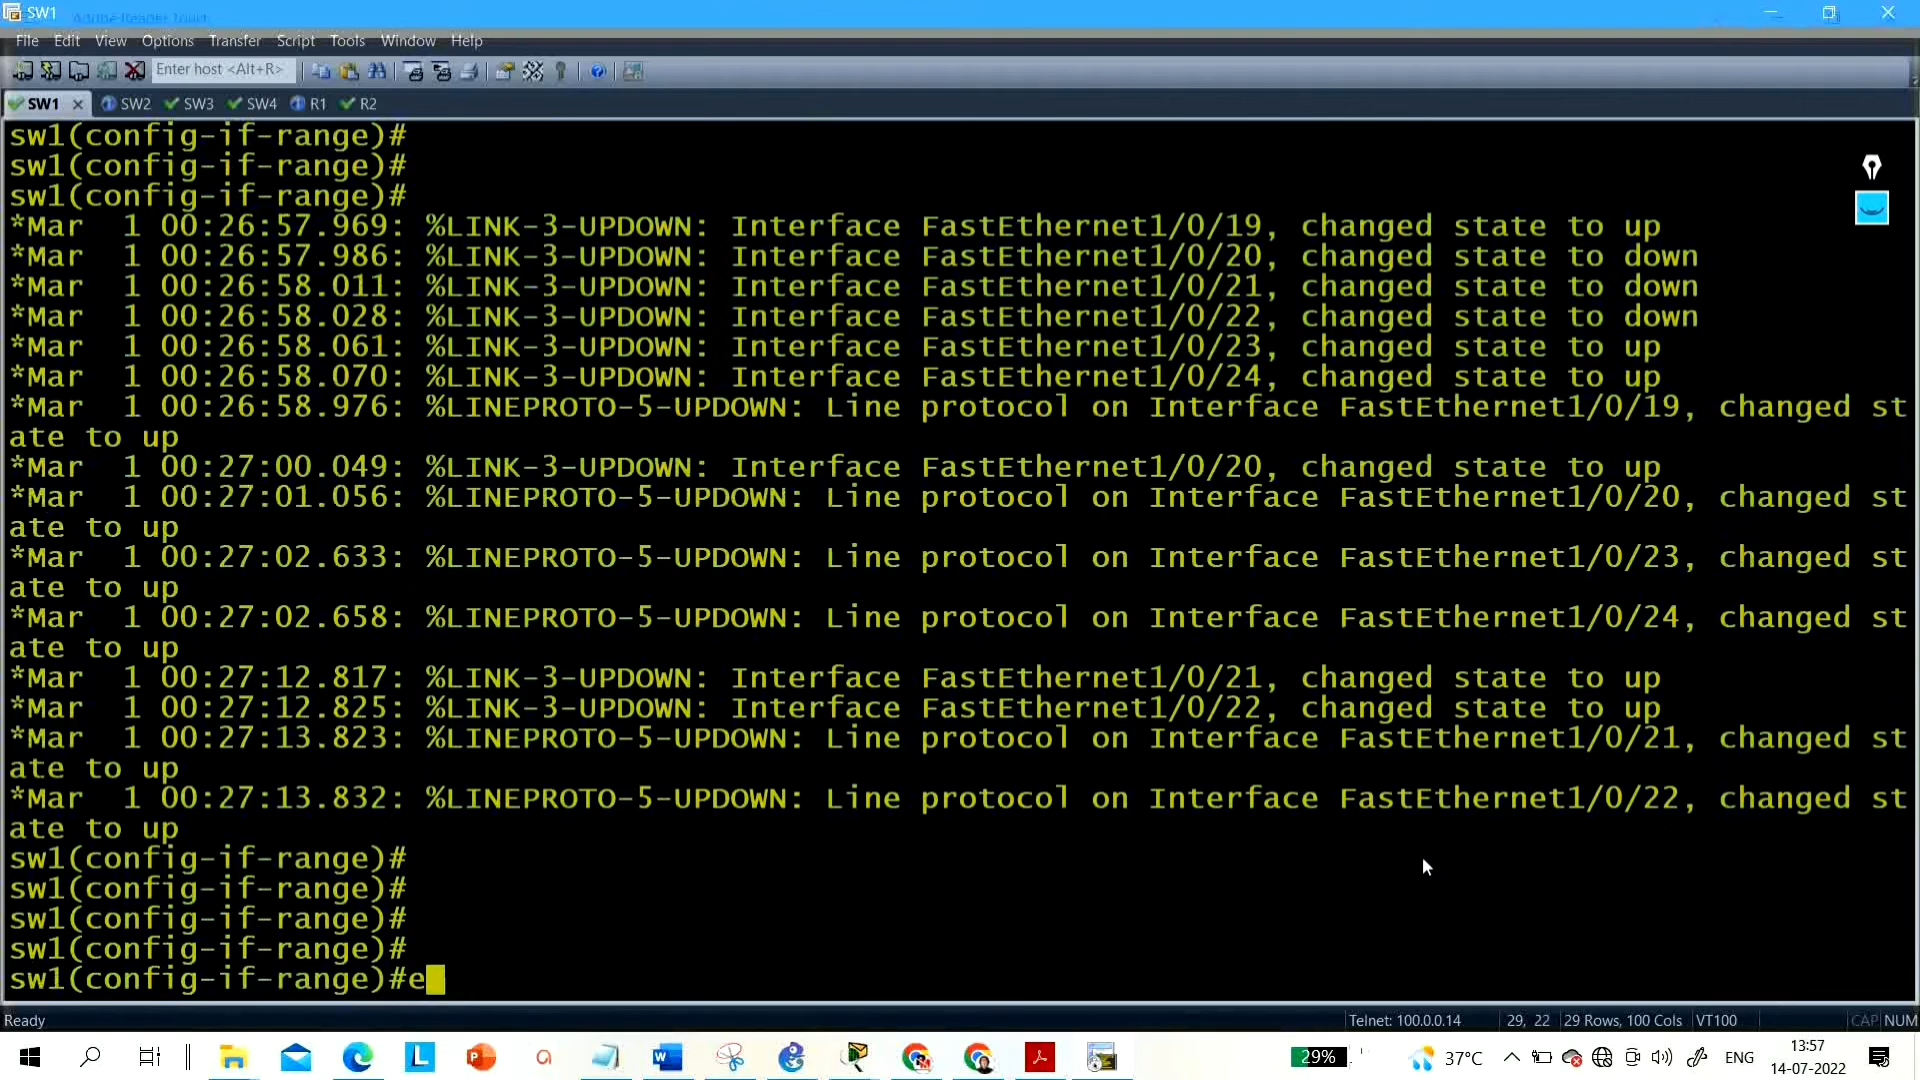 SW1
File Edit View Options Transfer Script Tools Window Help
Enter host <Alt+R>
SW1 SW2 SW3 SW4 R1 R2
sw1(config-if-range)#
sw1(config-if-range)#
sw1(config-if-range)#
*Mar  1 00:26:57.969: %LINK-3-UPDOWN: Interface FastEthernet1/0/19, changed state to up
*Mar  1 00:26:57.986: %LINK-3-UPDOWN: Interface FastEthernet1/0/20, changed state to down
*Mar  1 00:26:58.011: %LINK-3-UPDOWN: Interface FastEthernet1/0/21, changed state to down
*Mar  1 00:26:58.028: %LINK-3-UPDOWN: Interface FastEthernet1/0/22, changed state to down
*Mar  1 00:26:58.061: %LINK-3-UPDOWN: Interface FastEthernet1/0/23, changed state to up
*Mar  1 00:26:58.070: %LINK-3-UPDOWN: Interface FastEthernet1/0/24, changed state to up
*Mar  1 00:26:58.976: %LINEPROTO-5-UPDOWN: Line protocol on Interface FastEthernet1/0/19, changed st
ate to up
*Mar  1 00:27:00.049: %LINK-3-UPDOWN: Interface FastEthernet1/0/20, changed state to up
*Mar  1 00:27:01.056: %LINEPROTO-5-UPDOWN: Line protocol on Interface FastEthernet1/0/20, changed st
ate to up
*Mar  1 00:27:02.633: %LINEPROTO-5-UPDOWN: Line protocol on Interface FastEthernet1/0/23, changed st
ate to up
*Mar  1 00:27:02.658: %LINEPROTO-5-UPDOWN: Line protocol on Interface FastEthernet1/0/24, changed st
ate to up
*Mar  1 00:27:12.817: %LINK-3-UPDOWN: Interface FastEthernet1/0/21, changed state to up
*Mar  1 00:27:12.825: %LINK-3-UPDOWN: Interface FastEthernet1/0/22, changed state to up
*Mar  1 00:27:13.823: %LINEPROTO-5-UPDOWN: Line protocol on Interface FastEthernet1/0/21, changed st
ate to up
*Mar  1 00:27:13.832: %LINEPROTO-5-UPDOWN: Line protocol on Interface FastEthernet1/0/22, changed st
ate to up
sw1(config-if-range)#
sw1(config-if-range)#
sw1(config-if-range)#
sw1(config-if-range)#
sw1(config-if-range)#e
Ready Telnet: 100.0.0.14 29, 22 29 Rows, 100 Cols VT100 CAP NUM
29% 37°C ENG 13:57
14-07-2022